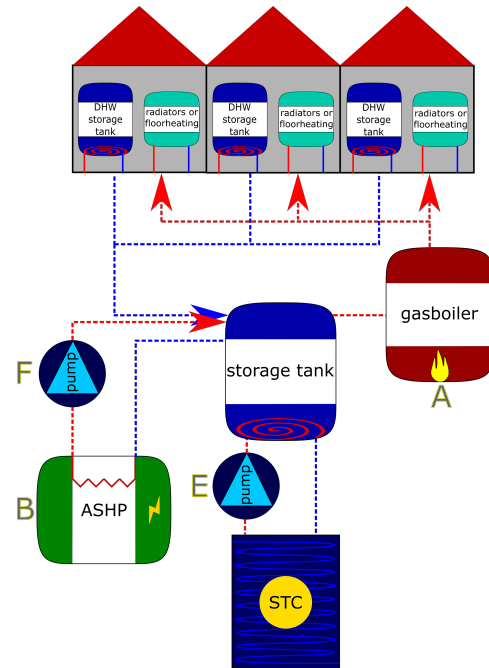 DHW
storage
tank
radiators or
floorheating
DHW
storage
tank
radiators or
floorheating
DHW
storage
tank
radiators or
floorheating
gasboiler
A
storage tank
F
pump
E
pump
B
ASHP
STC